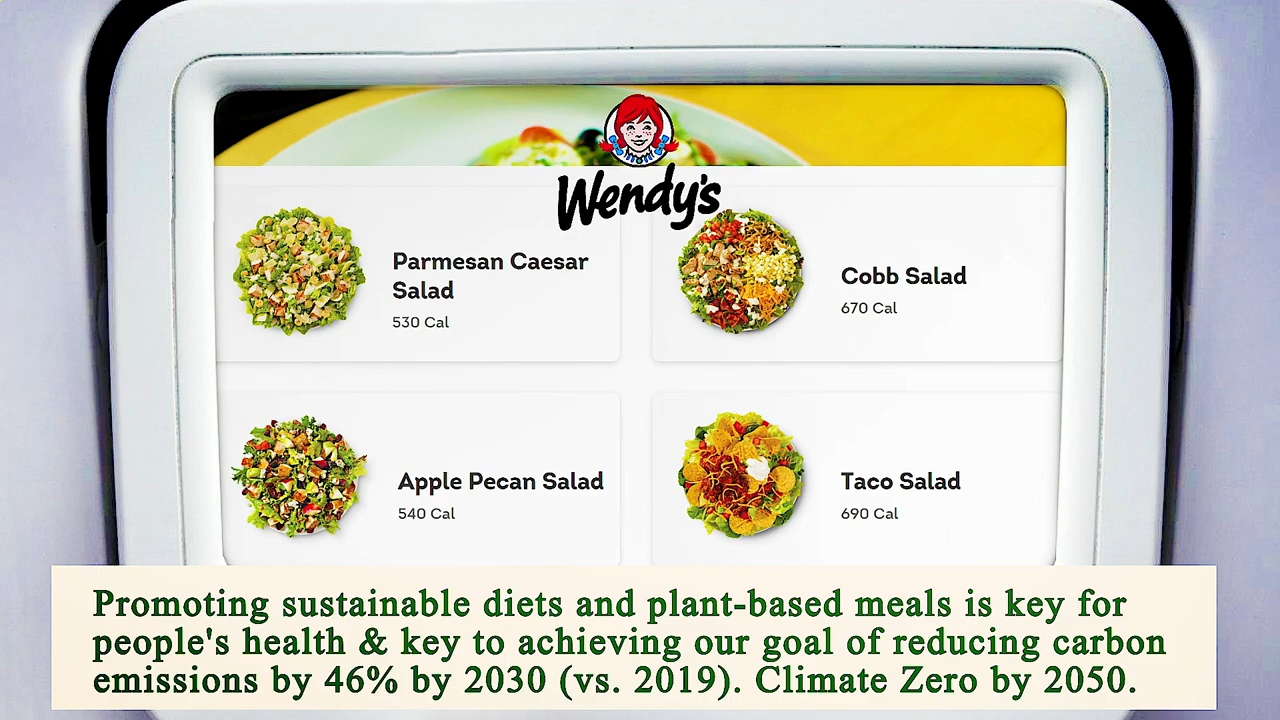 Wendy's
Parmesan Caesar
Salad
530 Cal
Cobb Salad
670 Cal
Apple Pecan Salad
540 Cal
Taco Salad
690 Cal
Promoting sustainable diets and plant-based meals is key for
people's health & key to achieving our goal of reducing carbon
emissions by 46% by 2030 (vs. 2019). Climate Zero by 2050.